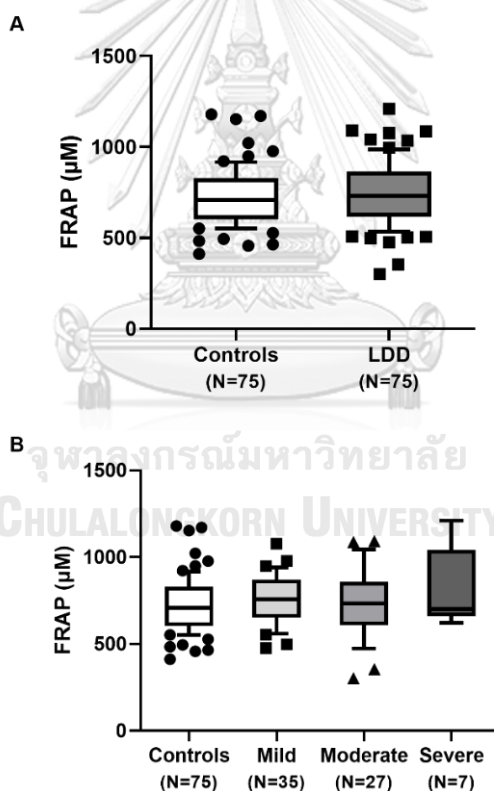 A
1500
1000
500
0
FRAP (µM)
Controls
(N=75)
LDD
(N=75)
B
จุฬาลงกรณ์มหาวิทยาลัย
CHULALONGKORN UNIVERSITY
1500
1000
500
0
FRAP (µM)
Controls
(N=75)
Mild
(N=35)
Moderate
(N=27)
Severe
(N=7)